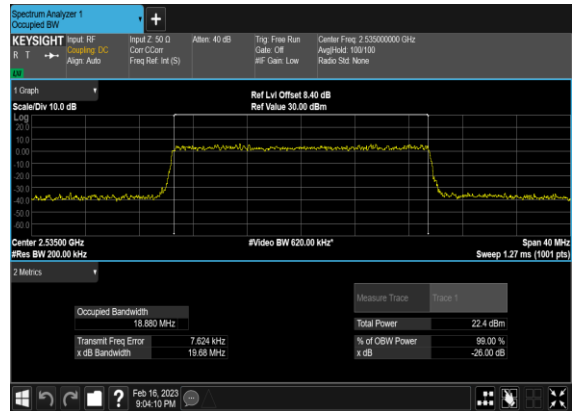 Spectrum Analyzer 1
Occupied BW
+
KEYSIGHT Input: RF Input Z: 50 Ω Atten: 40 dB Trig: Free Run Center Freq: 2.535000000 GHz
R T Coupling: DC Corr CCorr Gate: Off Avg|Hold: 100/100
Align: Auto Freq Ref: Int (S) #IF Gain: Low Radio Std: None
1 Graph
Ref Lvl Offset 8.40 dB
Scale/Div 10.0 dB Ref Value 30.00 dBm
Log
20.0
10.0
0.00
-10.0
-20.0
-30.0
-40.0
-50.0
-60.0
Center 2.53500 GHz #Video BW 620.00 kHz* Span 40 MHz
#Res BW 200.00 kHz Sweep 1.27 ms (1001 pts)
2 Metrics
Measure Trace Trace 1
Occupied Bandwidth
18.880 MHz Total Power 22.4 dBm
Transmit Freq Error 7.624 kHz % of OBW Power 99.00 %
x dB Bandwidth 19.68 MHz x dB -26.00 dB
? Feb 16, 2023
9:04:10 PM